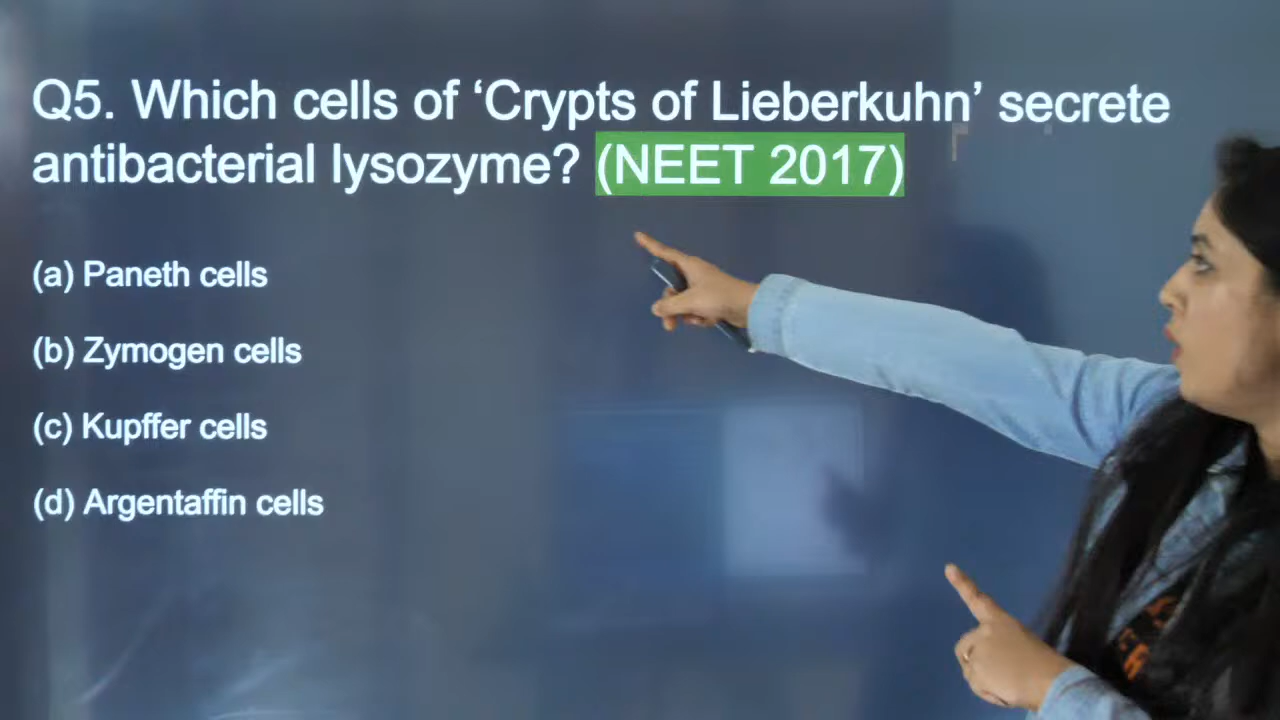 Q5. Which cells of ‘Crypts of Lieberkuhn’ secrete
antibacterial lysozyme? (NEET 2017)
(a) Paneth cells
(b) Zymogen cells
(c) Kupffer cells
(d) Argentaffin cells